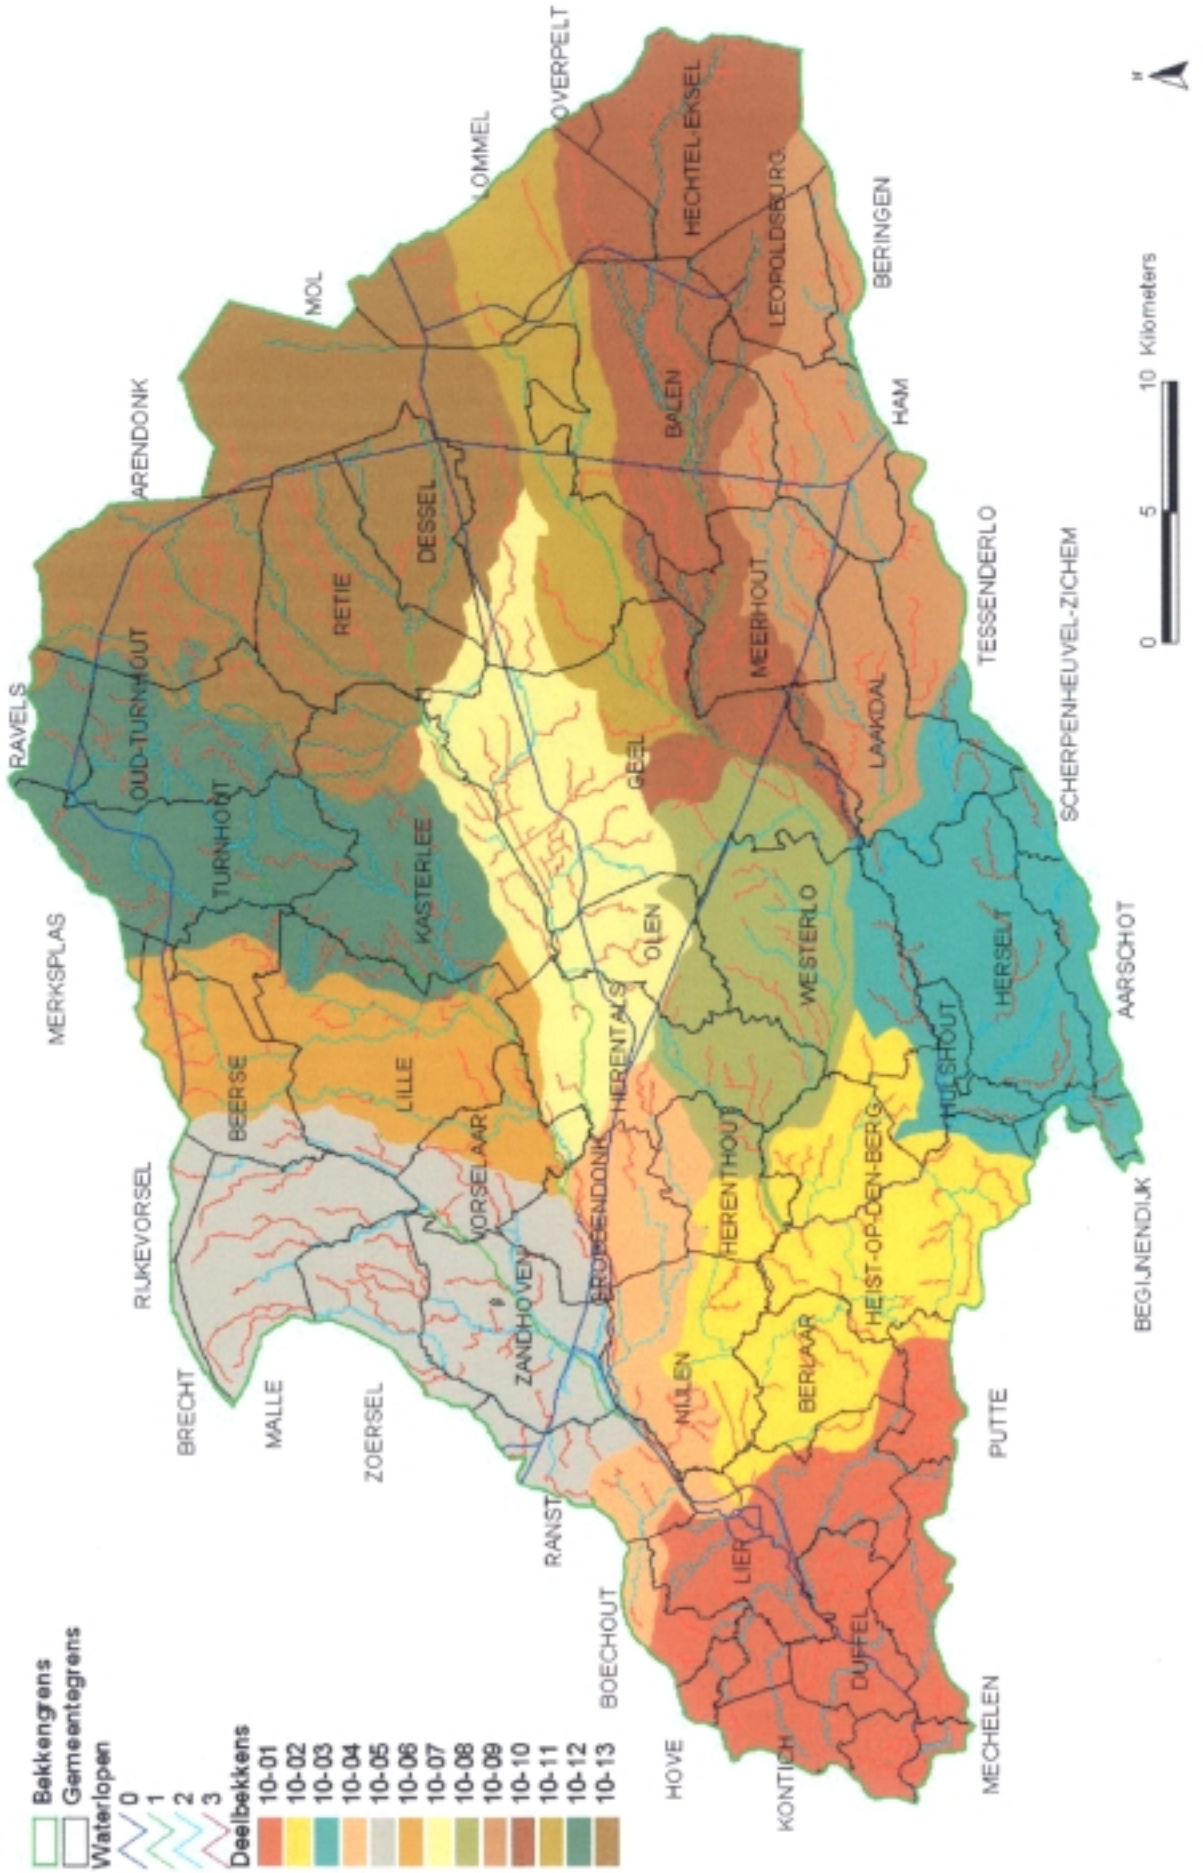 Bekkengrens
Gemeentegrens
Waterlopen
0
1
2
3
Deelbekkens
10-01
10-02
10-03
10-04
10-05
10-06
10-07
10-08
10-09
10-10
10-11
10-12
10-13
MERKSPLAS
RAVELS
RIJKEVORSEL
ARENDONK
BRECHT
OUD-TURNHOUT
TURNHOUT
BEERSE
MALLE
MOL
RETIE
ZOERSEL
LILLE
KASTERLEE
DESSEL
VORSELAAR
LOMMEL
ZANDHOVEN
RANST
OVERPELT
GROBBENDONK
HERENTALS
BOECHOUT
OLEN
GEEL
NIJLEN
BALEN
HECHTEL-EKSEL
HOVE
LIER
HERENTHOUT
MEERHOUT
LEOPOLDSBURG
KONTICH
BERLAAR
WESTERLO
DUFFEL
HEIST-OP-DEN-BERG
LAAKDAL
BERINGEN
HAM
HULSHOUT
HERSELT
TESSENDERLO
MECHELEN
PUTTE
SCHERPENHEUVEL-ZICHEM
AARSCHOT
BEGIJNENDIJK
N
0 5 10 Kilometers